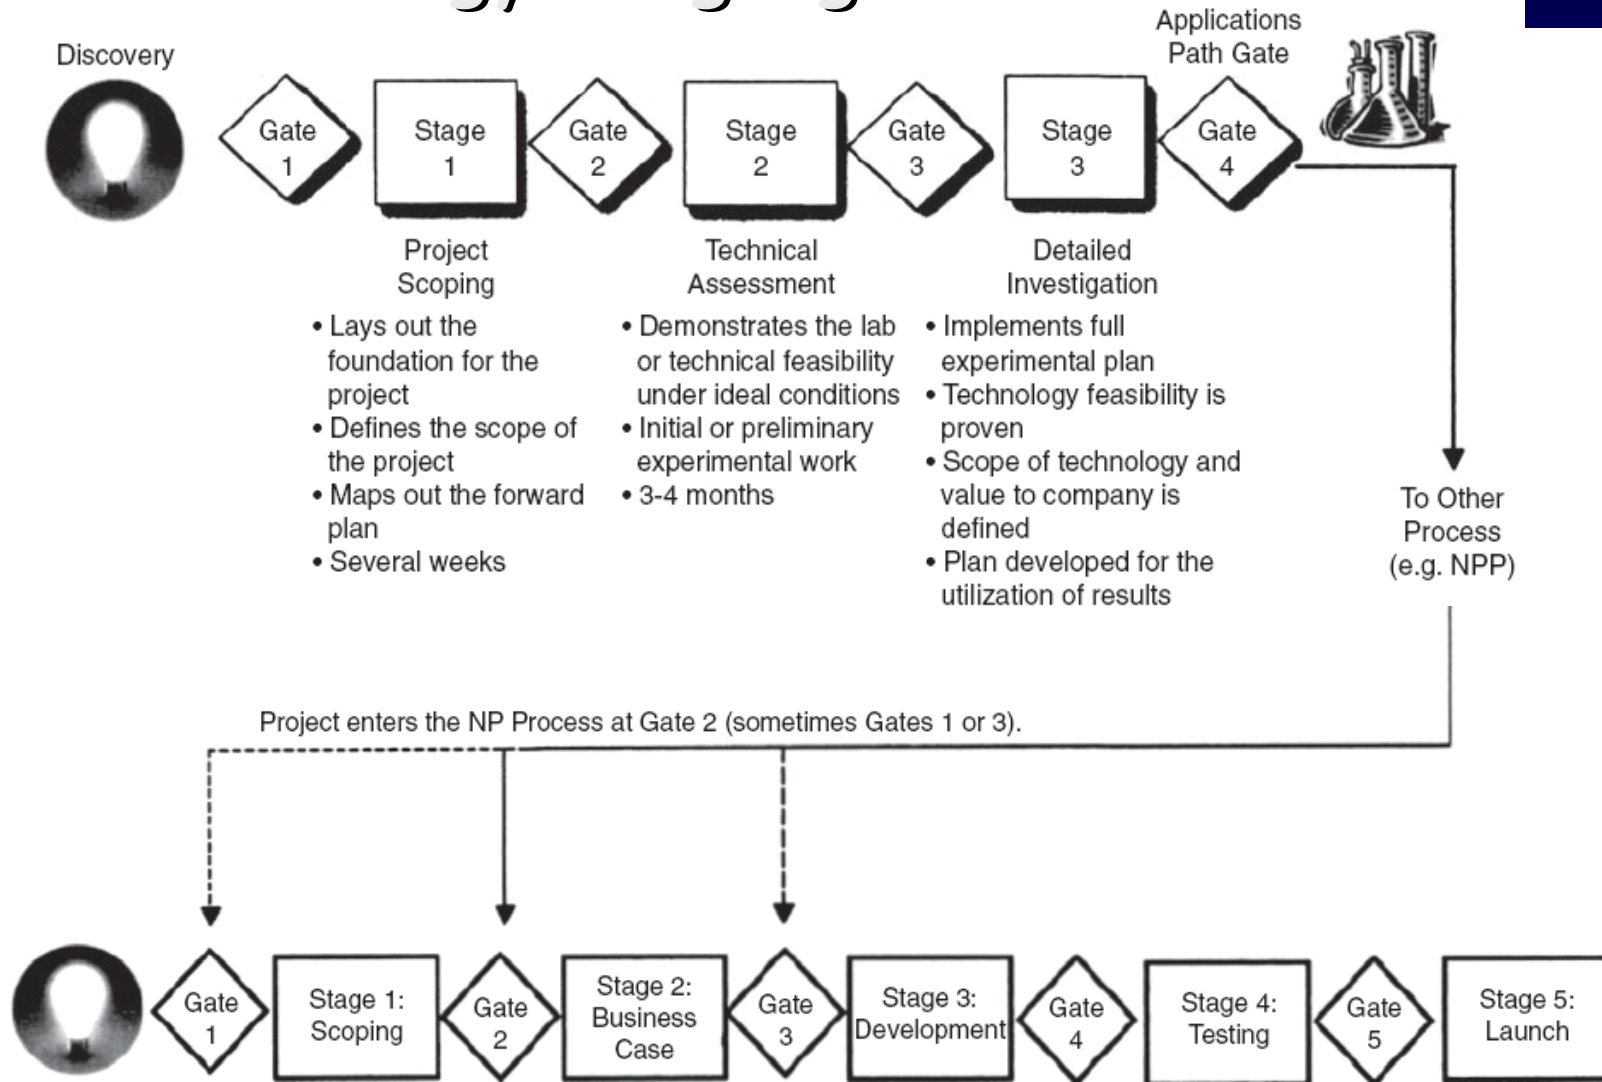 Discovery
Applications
Path Gate
Gate
1
Stage
1
Gate
2
Stage
2
Gate
3
Stage
3
Gate
4
Project
Scoping
• Lays out the
foundation for the
project
• Defines the scope of
the project
• Maps out the forward
plan
• Several weeks
Technical
Assessment
• Demonstrates the lab
or technical feasibility
under ideal conditions
• Initial or preliminary
experimental work
• 3-4 months
Detailed
Investigation
• Implements full
experimental plan
• Technology feasibility is
proven
• Scope of technology and
value to company is
defined
• Plan developed for the
utilization of results
To Other
Process
(e.g. NPP)
Project enters the NP Process at Gate 2 (sometimes Gates 1 or 3).
Gate
1
Stage 1:
Scoping
Gate
2
Stage 2:
Business
Case
Gate
3
Stage 3:
Development
Gate
4
Stage 4:
Testing
Gate
5
Stage 5:
Launch